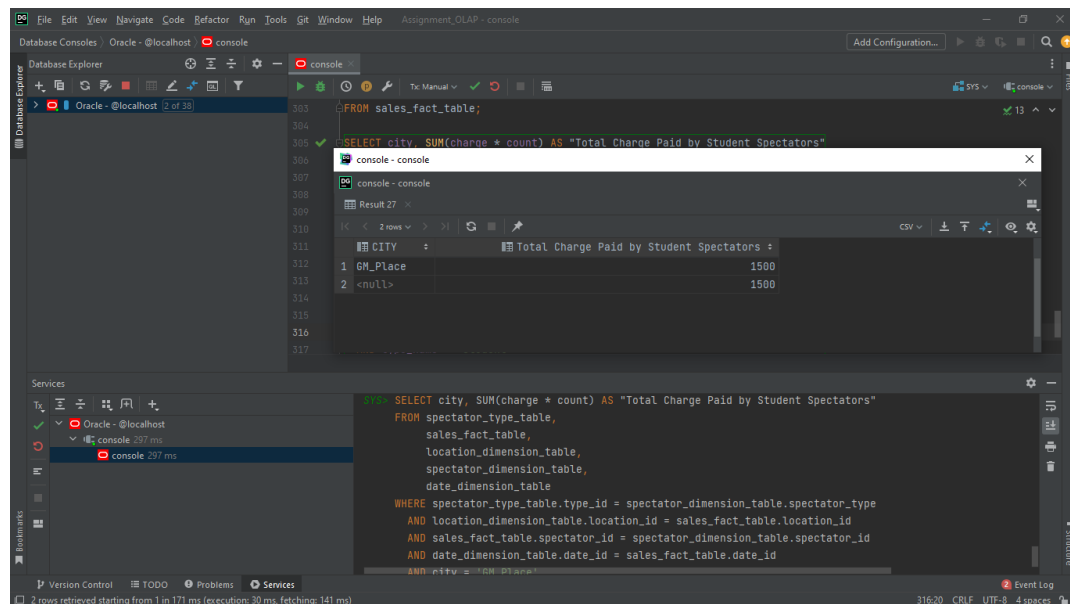 File Edit View Navigate Code Refactor Run Tools Git Window Help Assignment_OLAP - console
Database Consoles Oracle - @localhost console
Add Configuration...
Database Explorer
console
Tx: Manual
SYS
console
Oracle - @localhost 2 of 38
Database Explorer
303 FROM sales_fact_table;
13
304
305 SELECT city, SUM(charge * count) AS "Total Charge Paid by Student Spectators"
306
307
308
309
310
311
312
313
314
315
316
317
console - console
console - console
Result 27
2 rows
CSV
CITY Total Charge Paid by Student Spectators
1 GM_Place 1500
2 <null> 1500
Services
Tx
Oracle - @localhost
console 297 ms
console 297 ms
SYS> SELECT city, SUM(charge * count) AS "Total Charge Paid by Student Spectators"
FROM spectator_type_table,
sales_fact_table,
location_dimension_table,
spectator_dimension_table,
date_dimension_table
WHERE spectator_type_table.type_id = spectator_dimension_table.spectator_type
AND location_dimension_table.location_id = sales_fact_table.location_id
AND sales_fact_table.spectator_id = spectator_dimension_table.spectator_id
AND date_dimension_table.date_id = sales_fact_table.date_id
AND city = 'GM_Place'
Bookmarks
Structure
Version Control TODO Problems Services
2 Event Log
2 rows retrieved starting from 1 in 171 ms (execution: 30 ms, fetching: 141 ms)
316:20 CRLF UTF-8 4 spaces